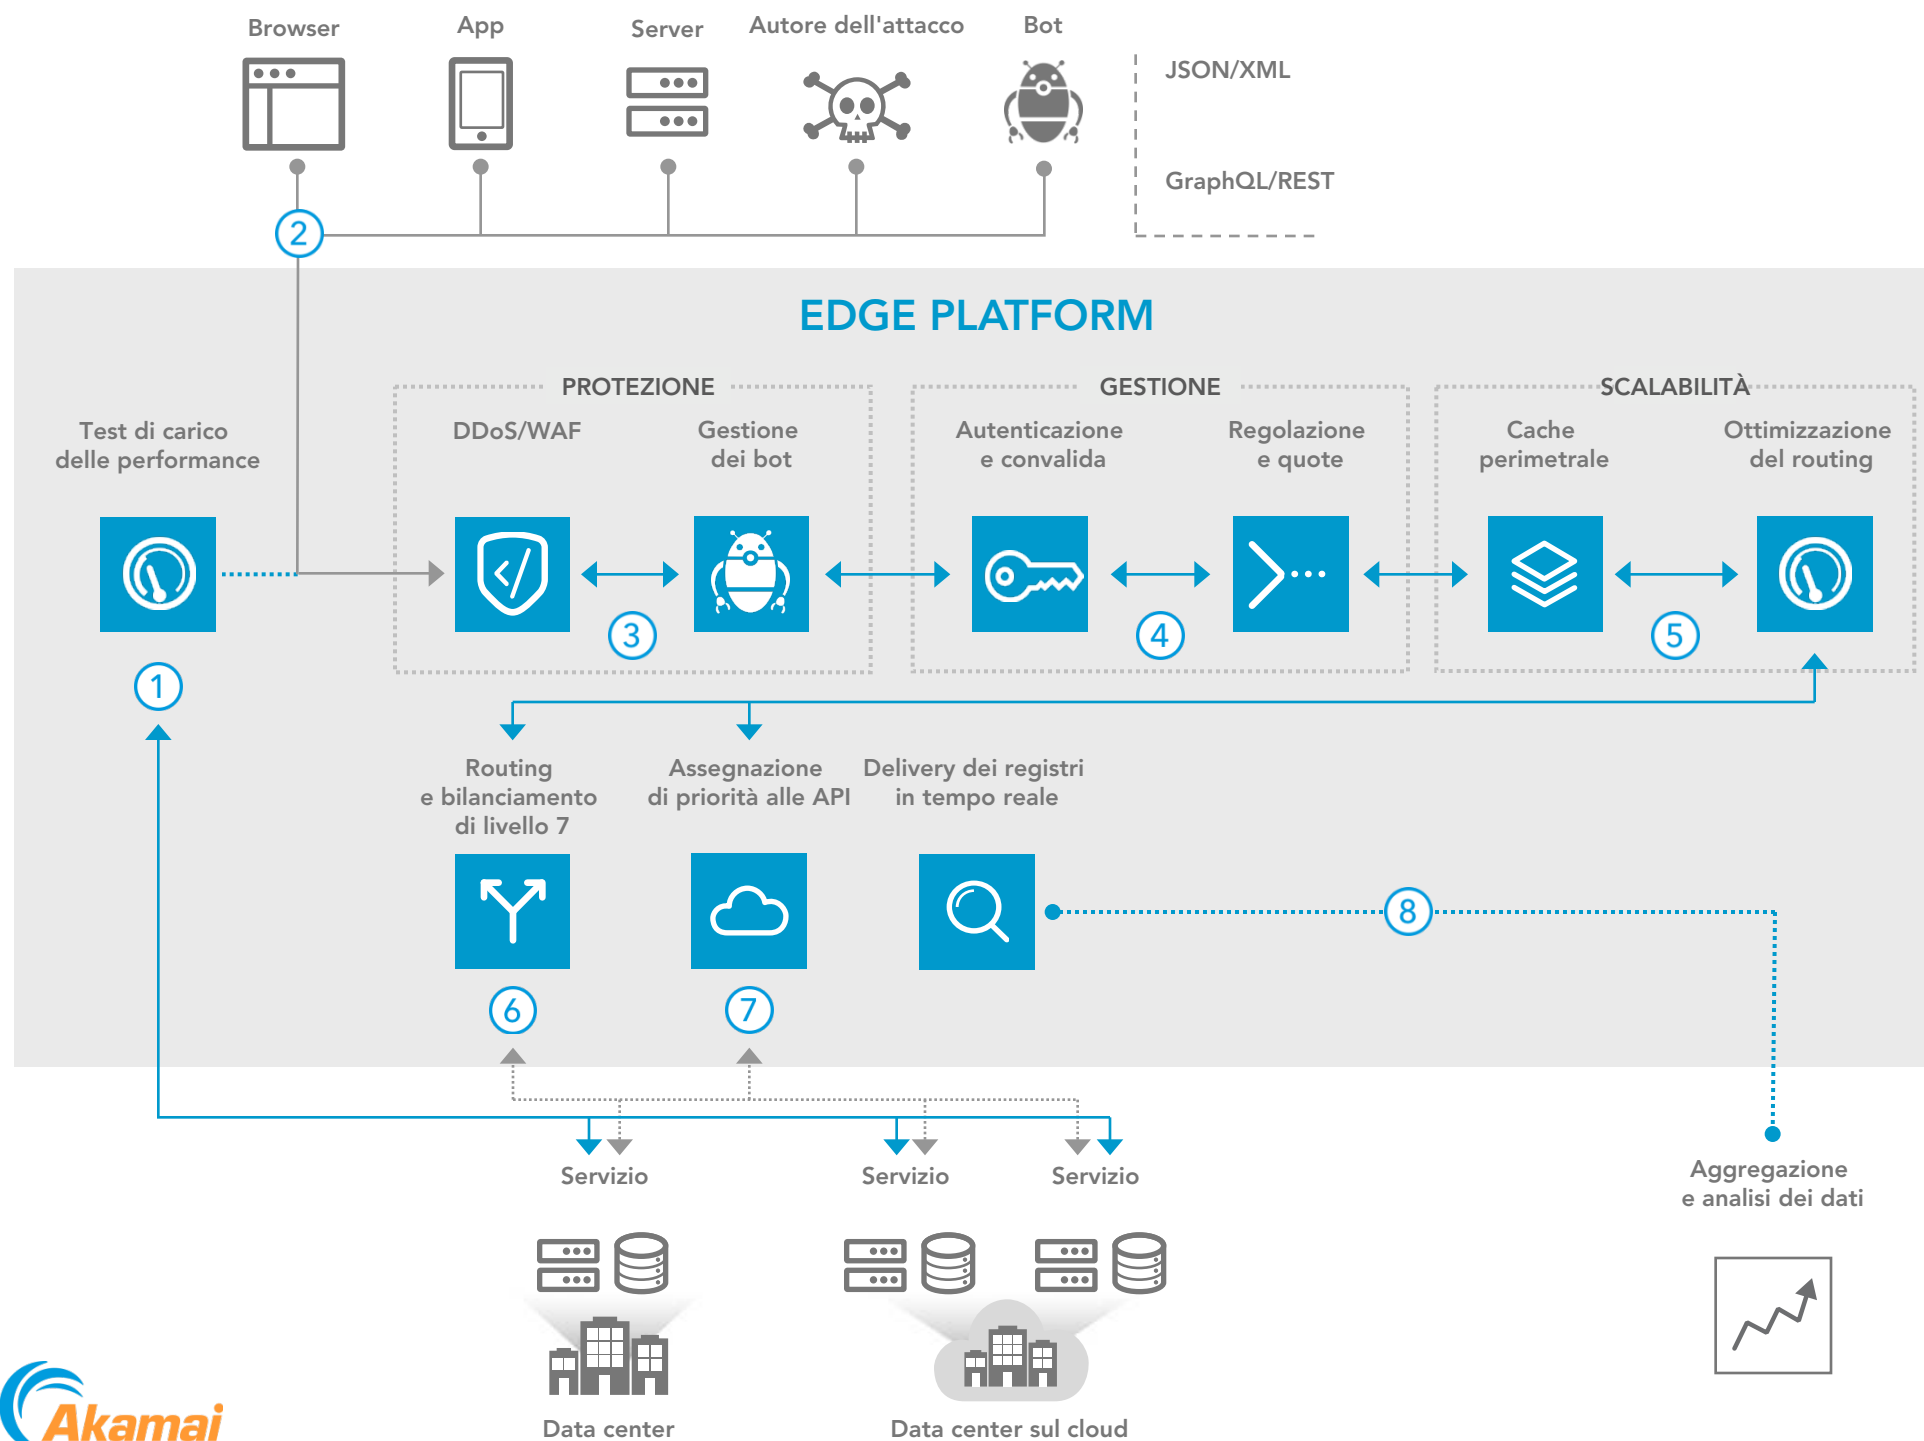 Browser
App
Server
Autore dell'attacco
Bot
JSON/XML
GraphQL/REST
2
EDGE PLATFORM
PROTEZIONE
GESTIONE
SCALABILITÀ
Test di carico
delle performance
DDoS/WAF
Gestione
dei bot
Autenticazione
e convalida
Regolazione
e quote
Cache
perimetrale
Ottimizzazione
del routing
3
4
5
1
Routing
e bilanciamento
di livello 7
Assegnazione
di priorità alle API
Delivery dei registri
in tempo reale
8
6
7
Servizio
Servizio
Servizio
Aggregazione
e analisi dei dati
Data center
Data center sul cloud
Akamai